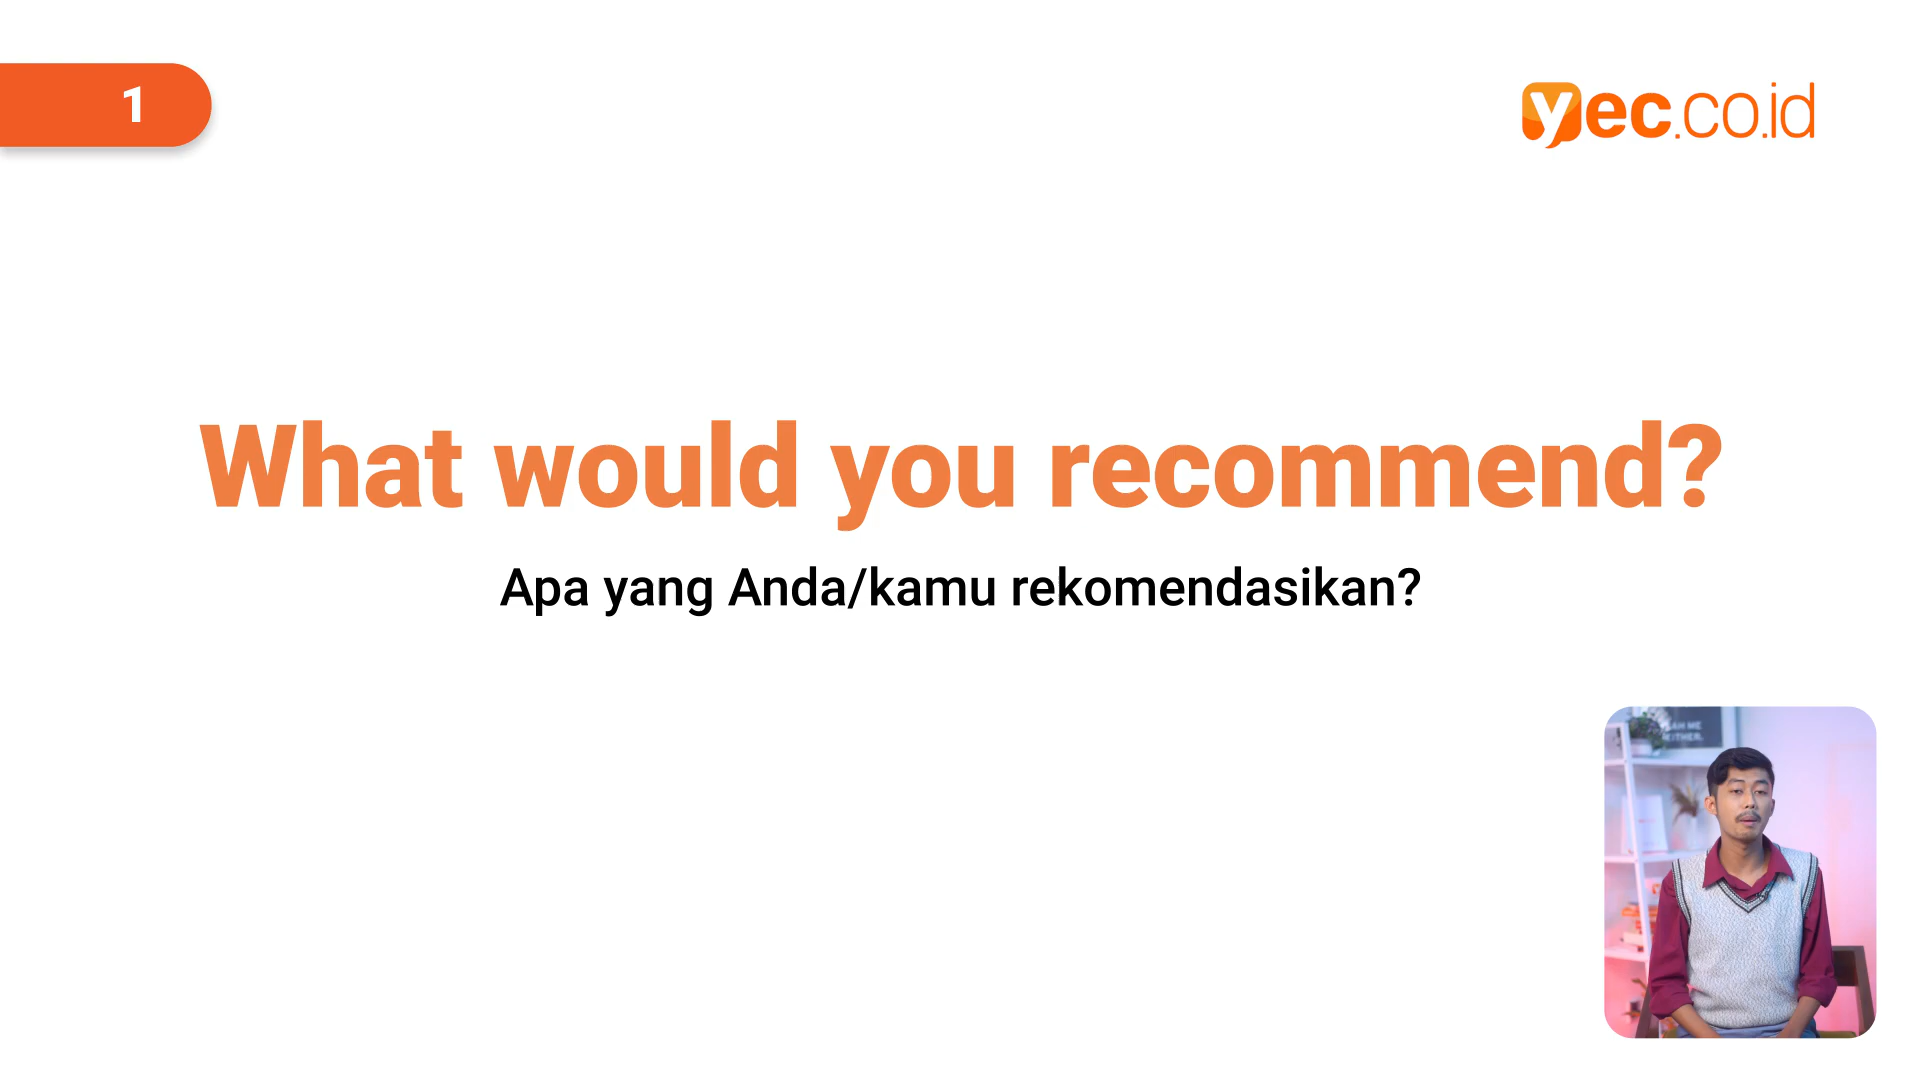 1
yec.co.id
What would you recommend?
Apa yang Anda/kamu rekomendasikan?